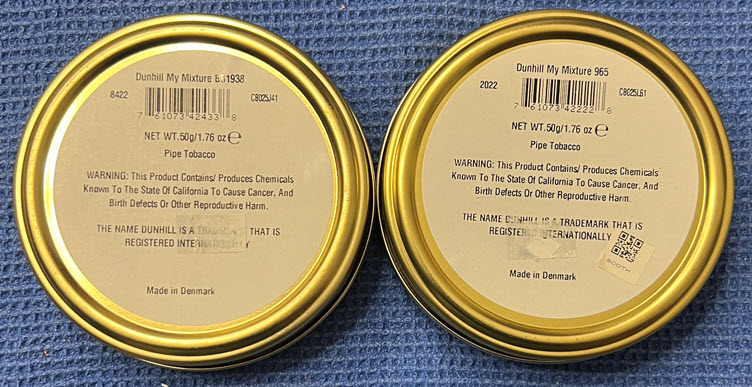 Dunhill My Mixture BB1938
8422
C8025J41
7 61073 42433 8
NET WT.50g/1.76 oz ℮
Pipe Tobacco
WARNING: This Product Contains/ Produces Chemicals
Known To The State Of California To Cause Cancer, And
Birth Defects Or Other Reproductive Harm.
THE NAME DUNHILL IS A TRADEMARK THAT IS
REGISTERED INTERNATIONALLY
Made in Denmark
Dunhill My Mixture 965
2022
C8025L61
7 61073 42222 8
NET WT.50g/1.76 oz ℮
Pipe Tobacco
WARNING: This Product Contains/ Produces Chemicals
Known To The State Of California To Cause Cancer, And
Birth Defects Or Other Reproductive Harm.
THE NAME DUNHILL IS A TRADEMARK THAT IS
REGISTERED INTERNATIONALLY
BOOTH
Made in Denmark